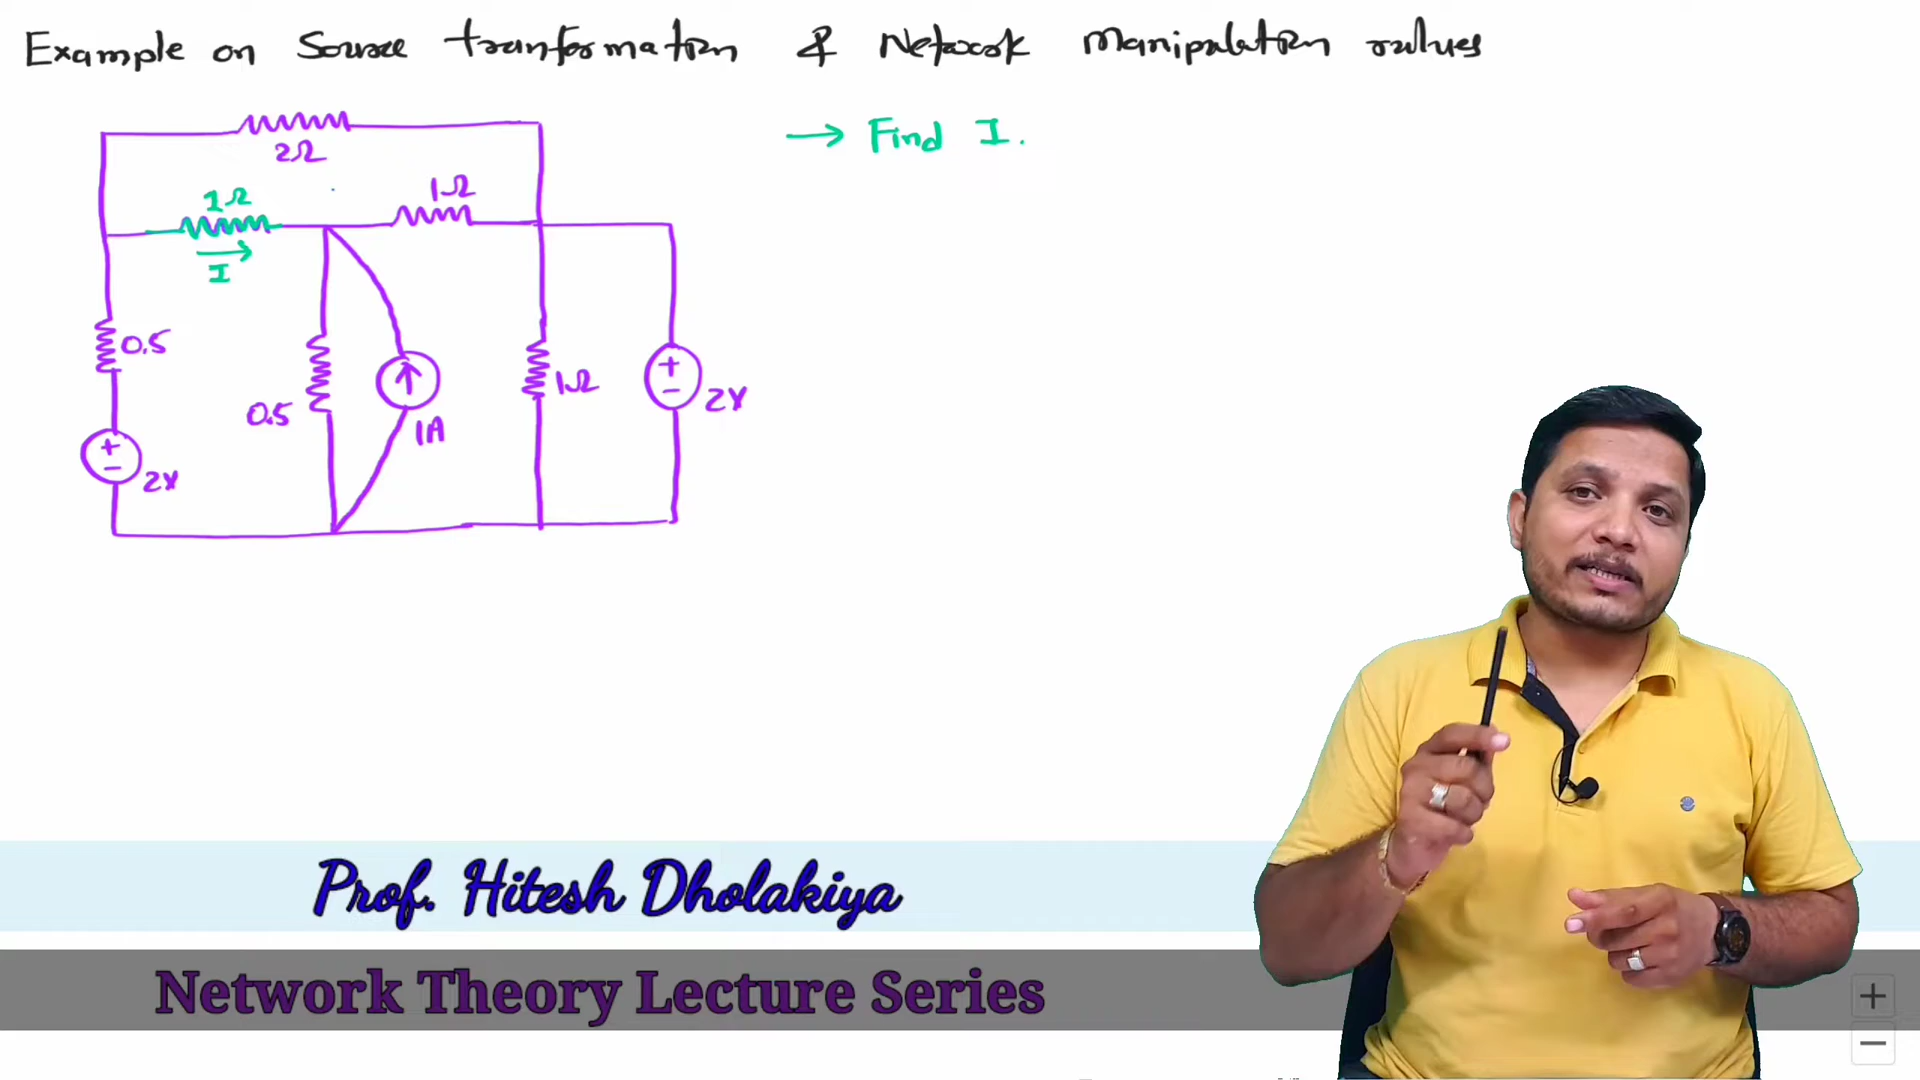 Example on Source transformation & Network Manipulation values
→ Find I.
2Ω
1Ω
1Ω
I
0.5
0.5
1Ω
+
-
2V
1A
+
-
2V
Prof. Hitesh Dholakiya
Network Theory Lecture Series
+
−